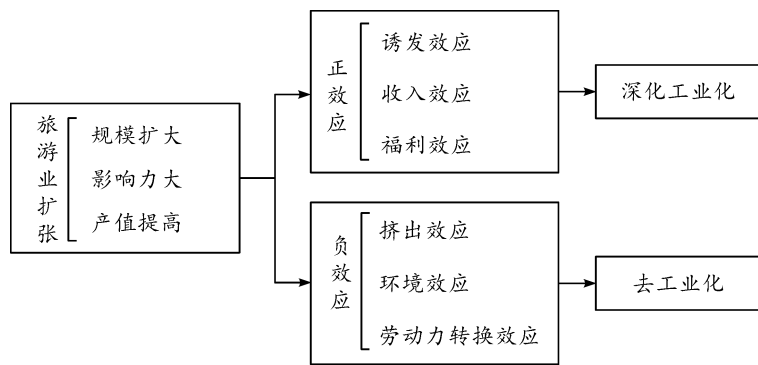 旅游业扩张
规模扩大
影响力大
产值提高
正效应
诱发效应
收入效应
福利效应
深化工业化
负效应
挤出效应
环境效应
劳动力转换效应
去工业化